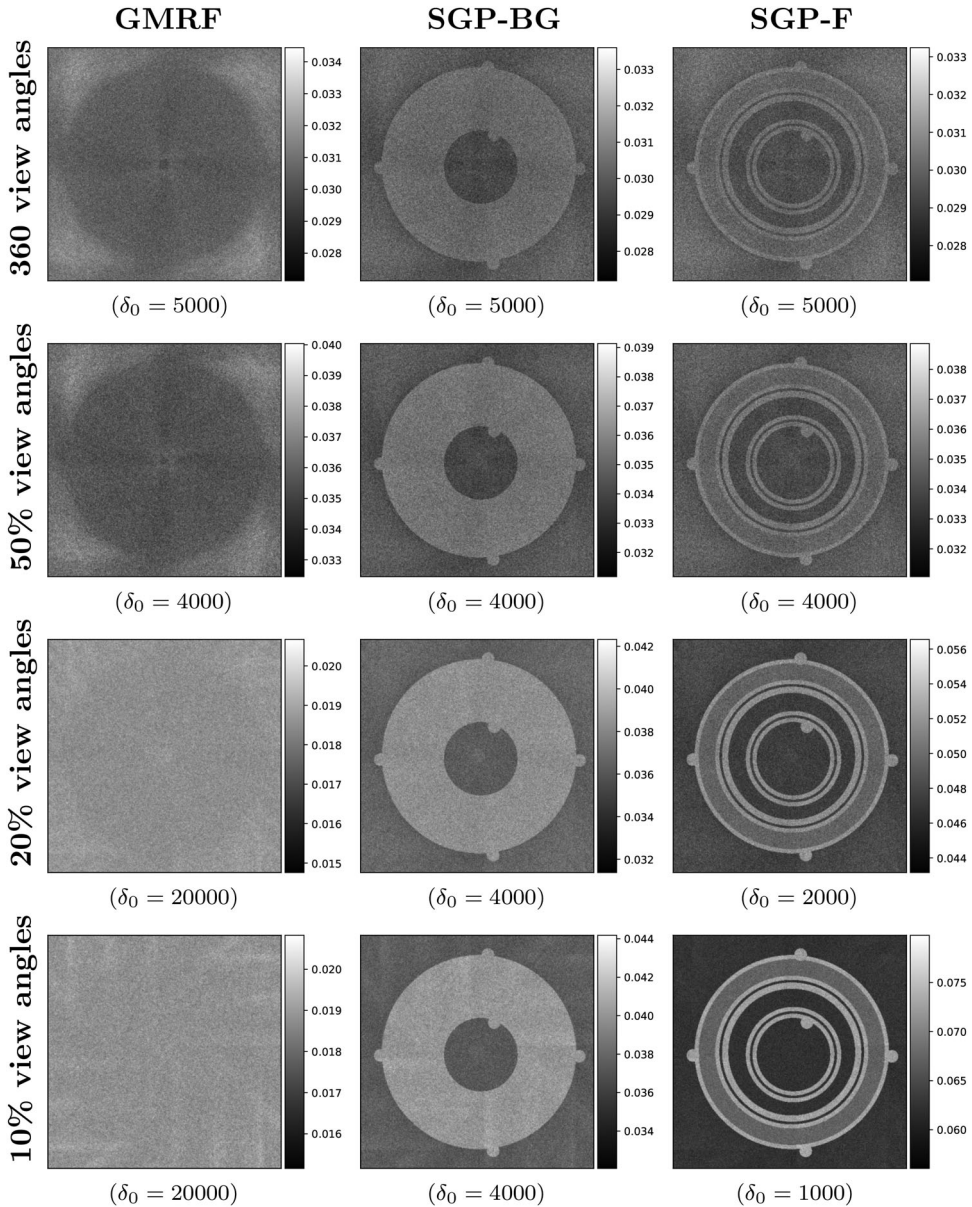 GMRF SGP-BG SGP-F
360 view angles
0.034 0.033 0.033
0.033 0.032 0.032
0.032 0.031 0.031
0.031 0.030 0.030
0.030 0.029 0.029
0.029 0.028 0.028
0.028
(δ₀ = 5000) (δ₀ = 5000) (δ₀ = 5000)
50% view angles
0.040 0.039 0.038
0.039 0.038 0.037
0.038 0.037 0.036
0.037 0.036 0.035
0.036 0.035 0.034
0.035 0.034 0.033
0.034 0.033 0.032
0.033 0.032
(δ₀ = 4000) (δ₀ = 4000) (δ₀ = 4000)
20% view angles
0.020 0.042 0.056
0.019 0.040 0.054
0.018 0.038 0.052
0.017 0.036 0.050
0.016 0.034 0.048
0.015 0.032 0.046
0.044
(δ₀ = 20000) (δ₀ = 4000) (δ₀ = 2000)
10% view angles
0.020 0.044 0.075
0.019 0.042 0.070
0.018 0.040 0.065
0.017 0.038 0.060
0.016 0.036
0.034
(δ₀ = 20000) (δ₀ = 4000) (δ₀ = 1000)